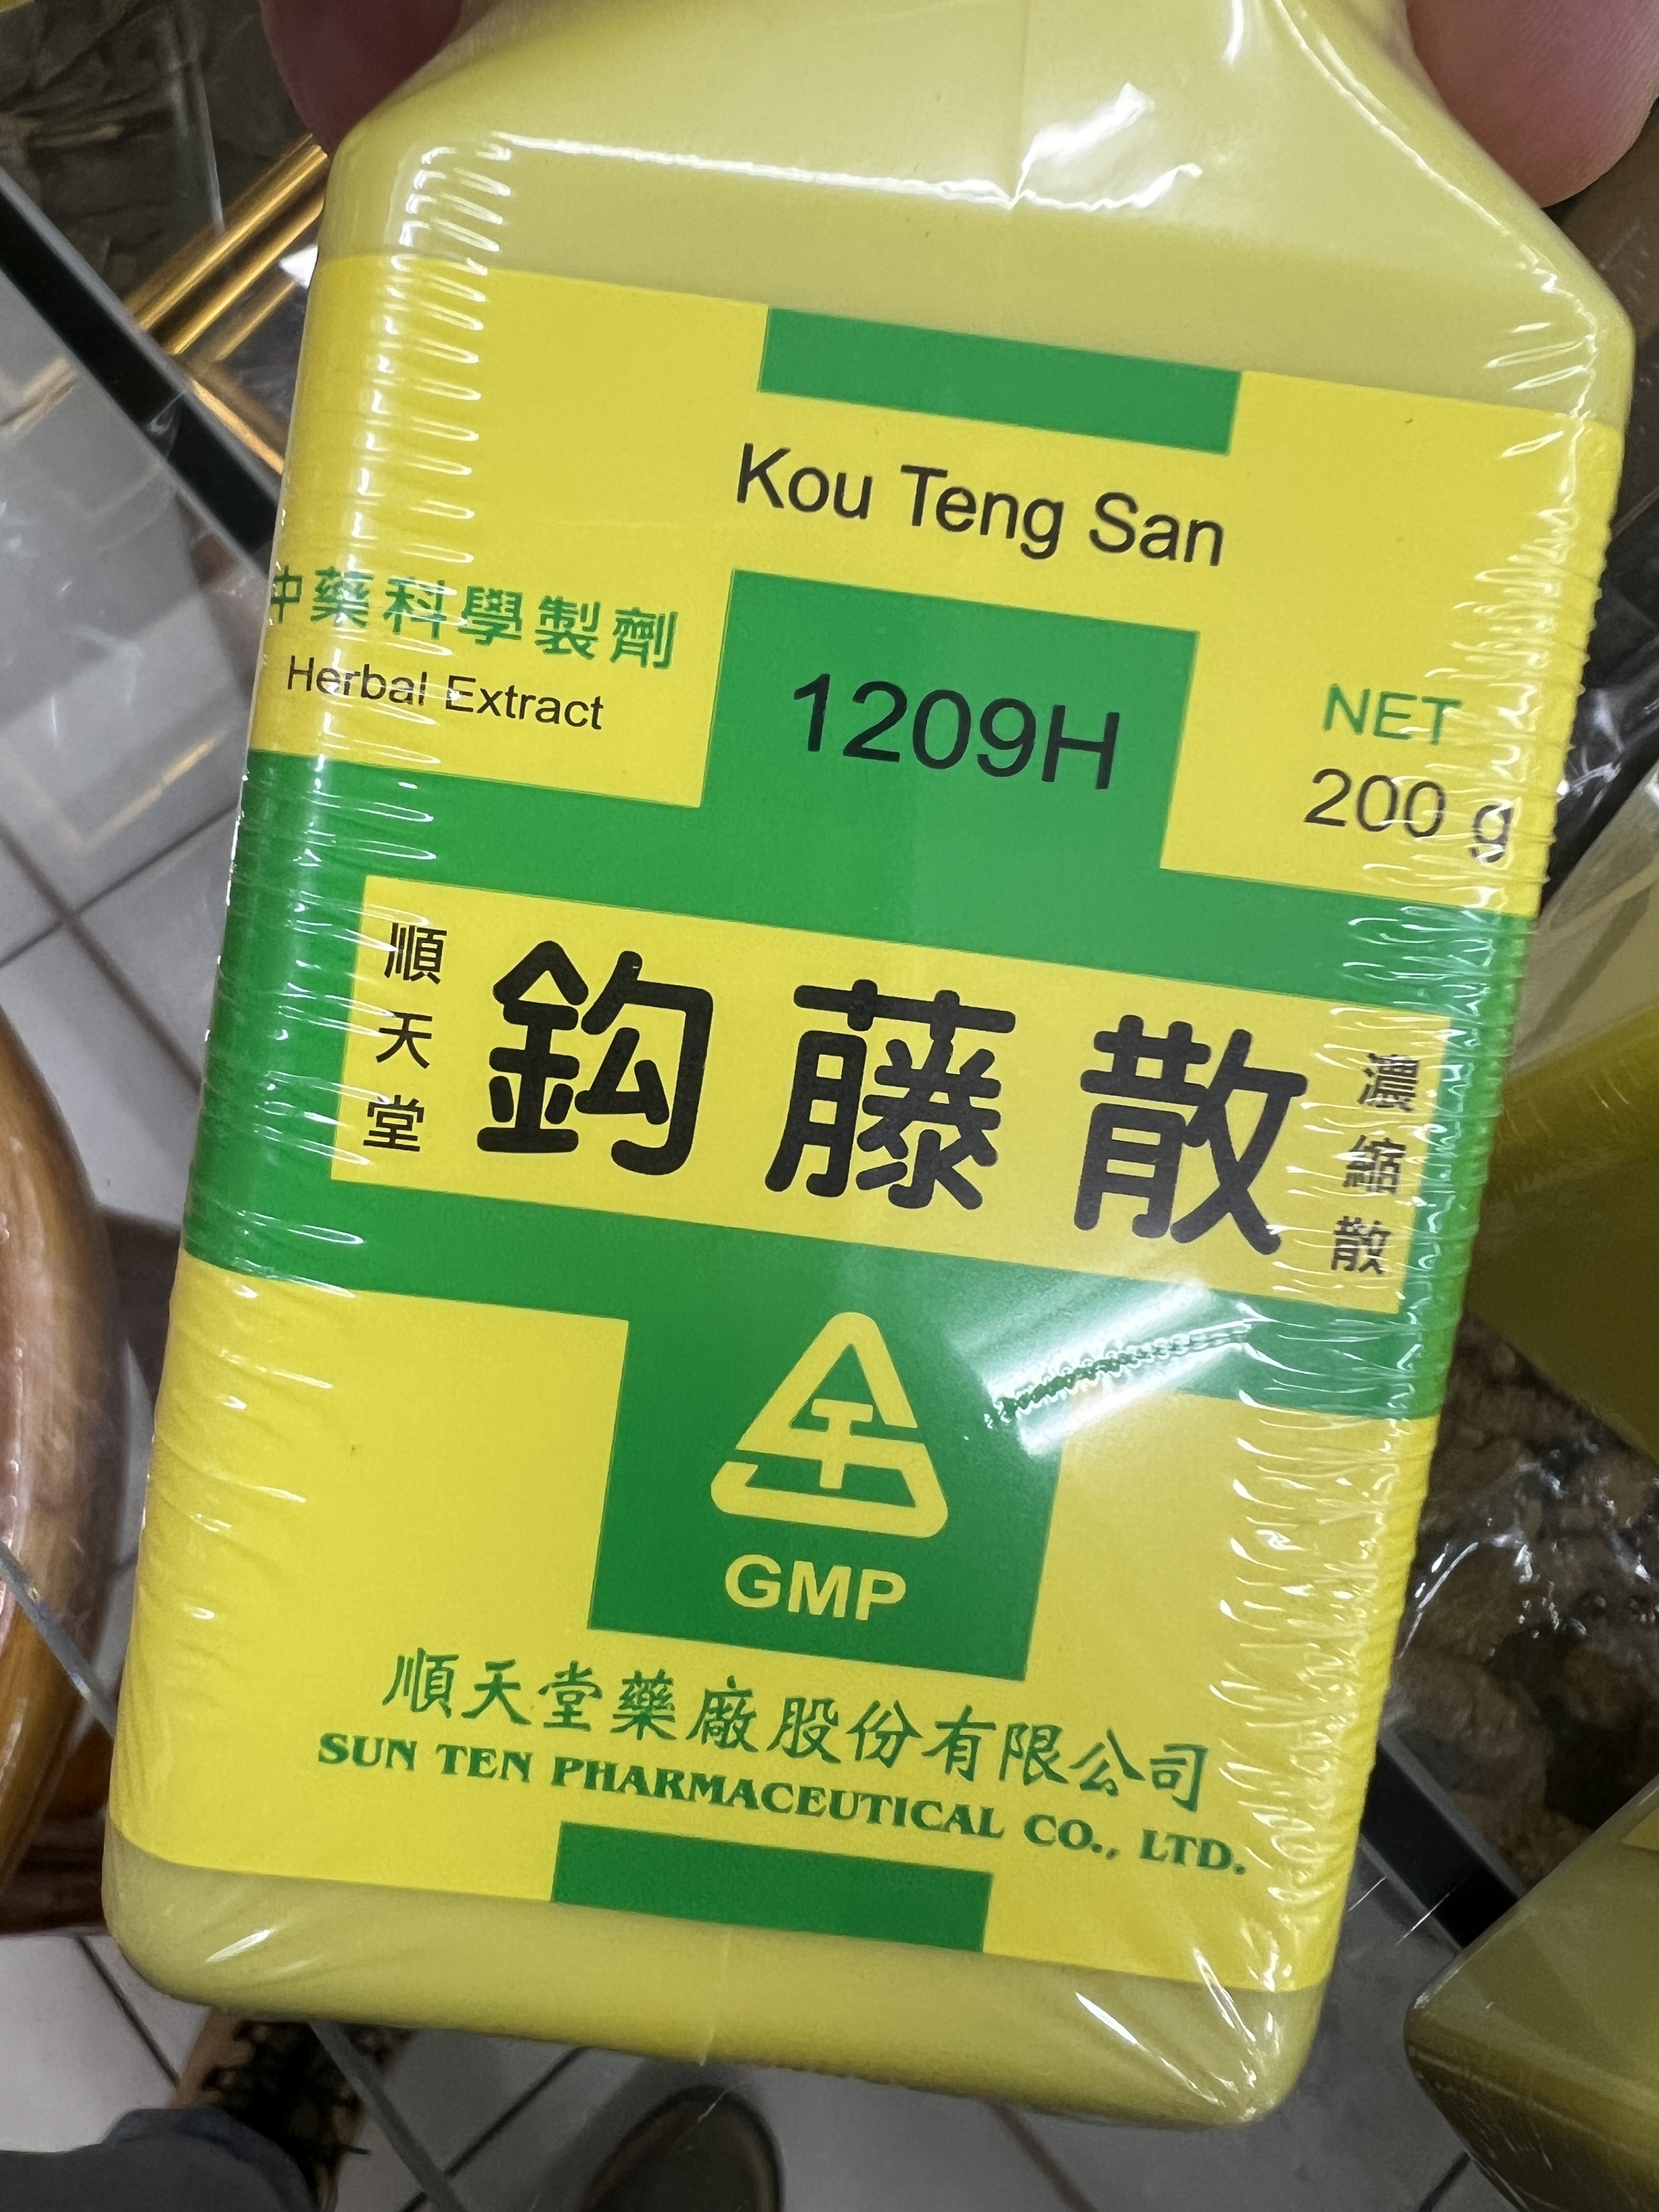 Kou Teng San
中藥科學製劑
Herbal Extract
1209H
NET
200 g
順天堂
鈎藤散
濃縮散
GMP
順天堂藥廠股份有限公司
SUN TEN PHARMACEUTICAL CO., LTD.